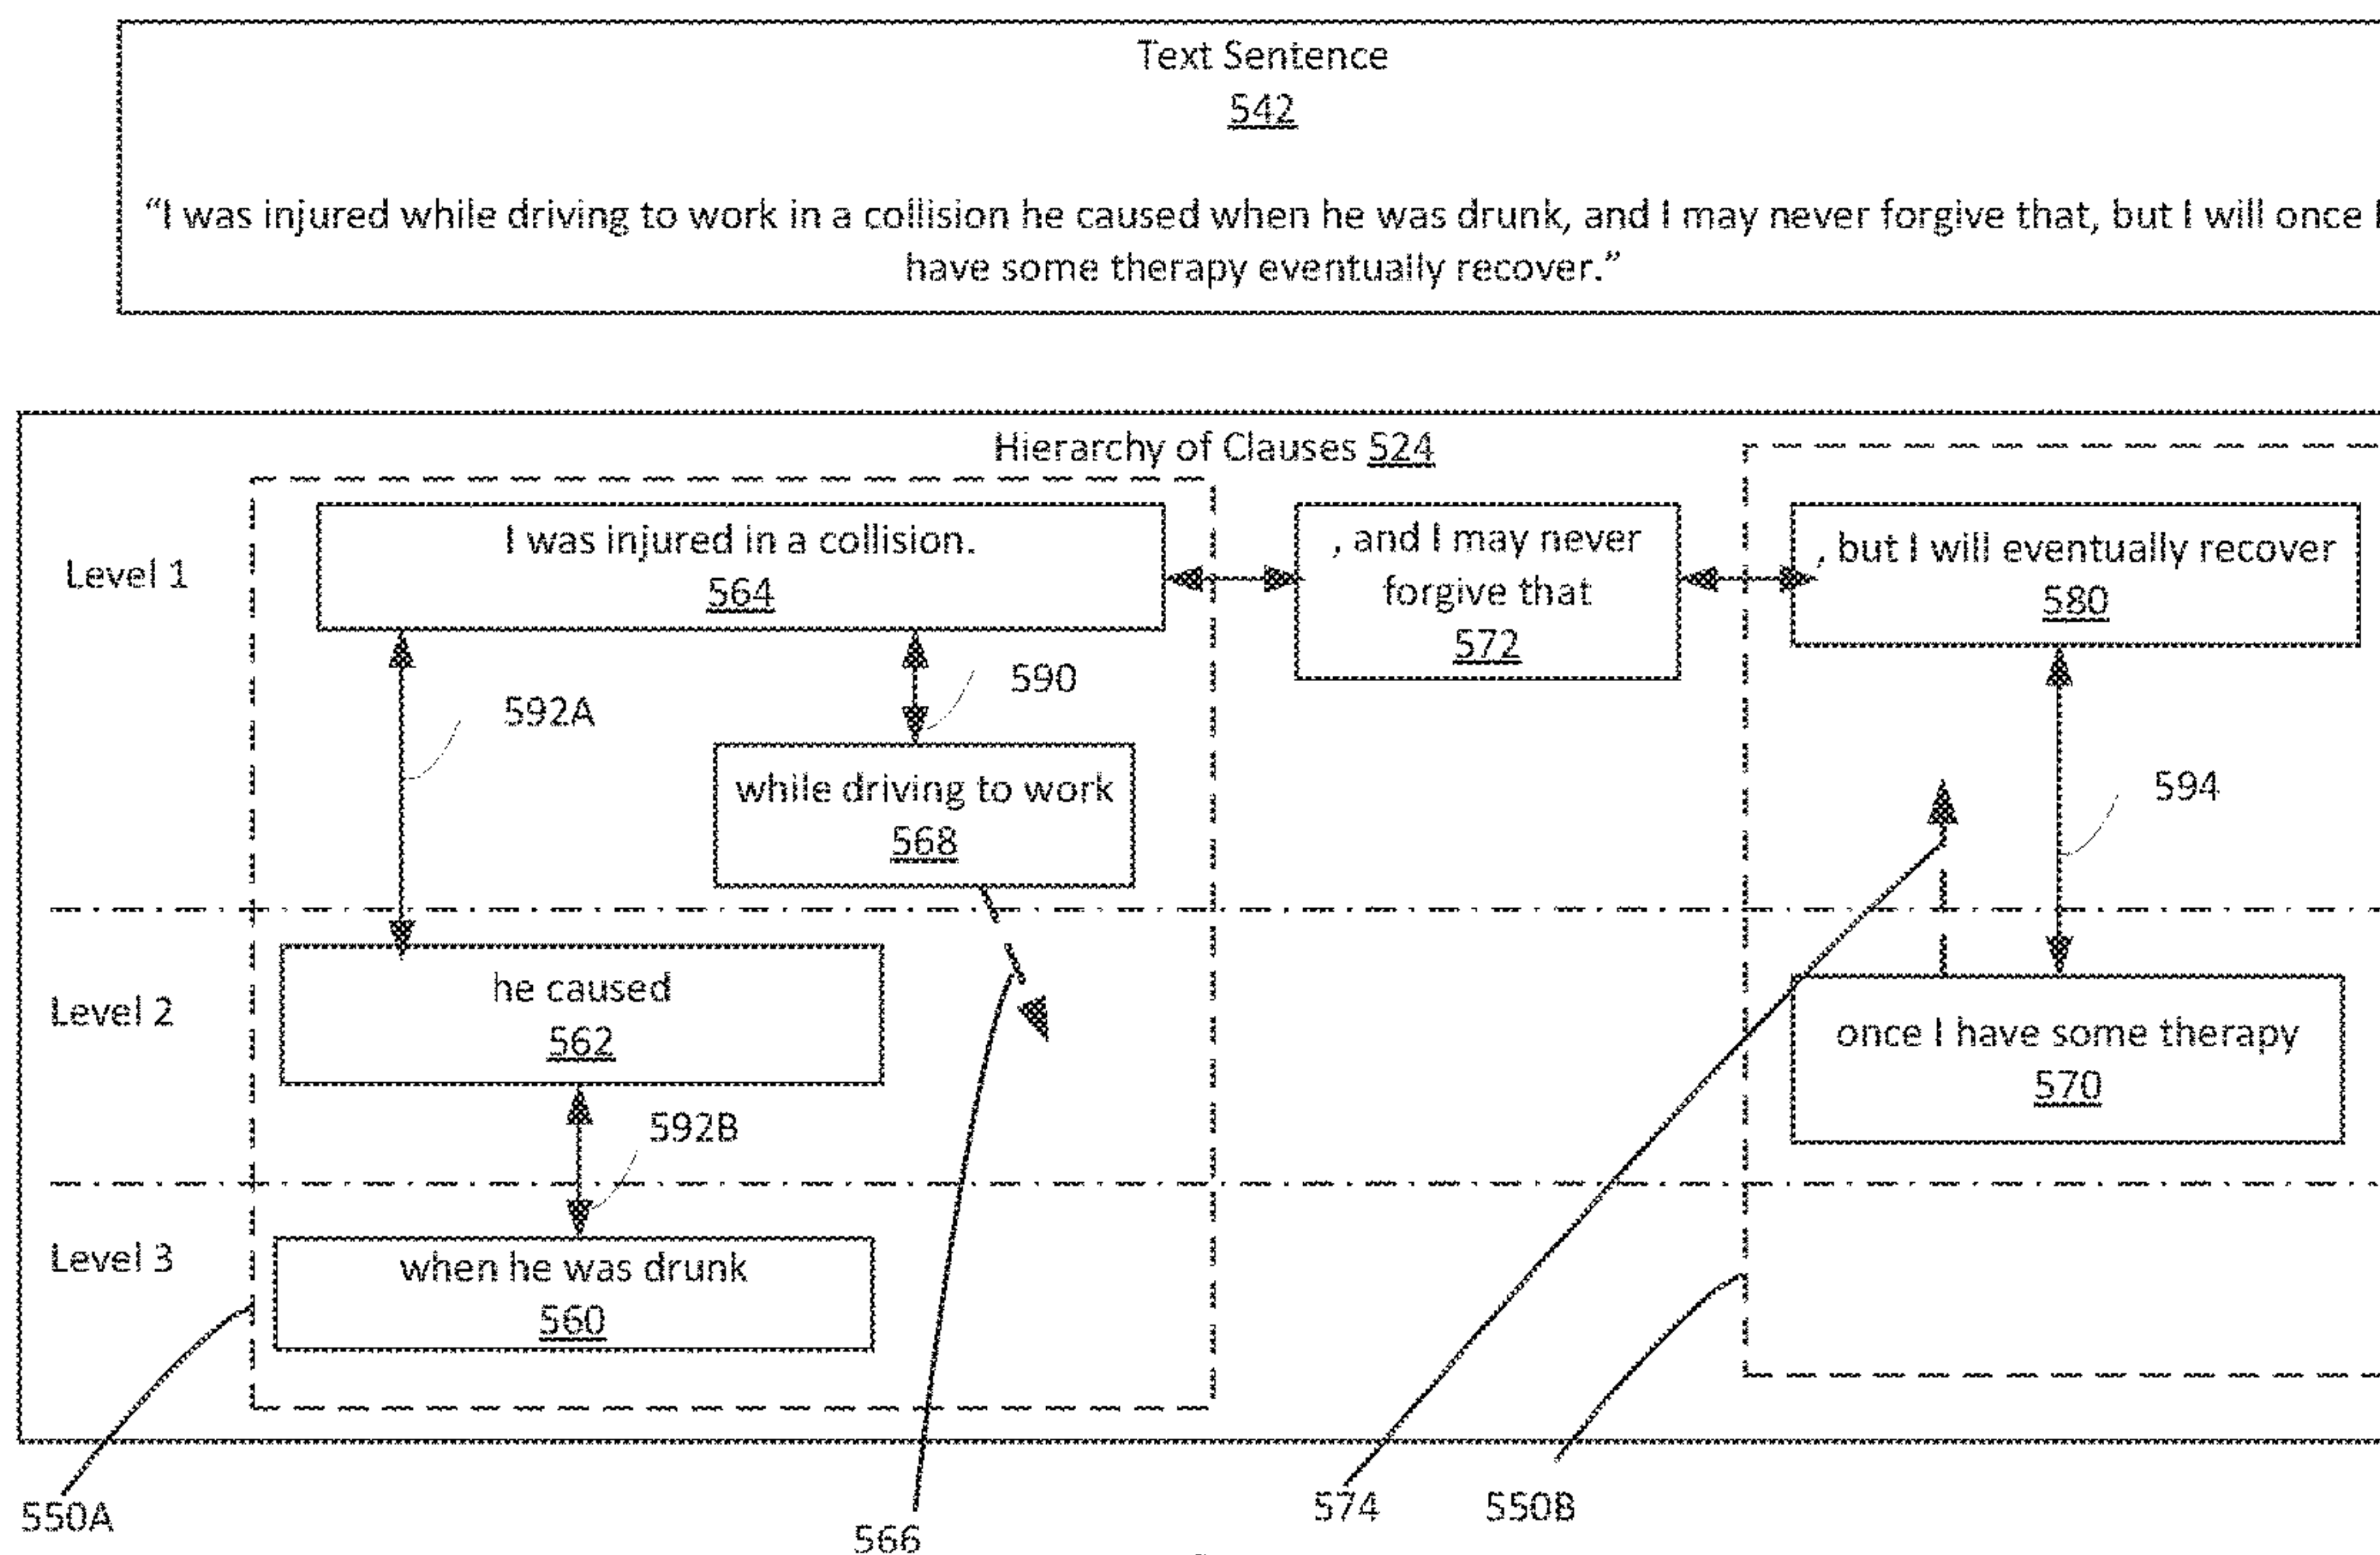 Text Sentence
542
“I was injured while driving to work in a collision he caused when he was drunk, and I may never forgive that, but I will once I
have some therapy eventually recover.”
Hierarchy of Clauses 524
Level 1
I was injured in a collision.
564
, and I may never
forgive that
572
, but I will eventually recover
580
592A
590
while driving to work
568
594
Level 2
he caused
562
once I have some therapy
570
592B
Level 3
when he was drunk
560
550A
566
574
550B